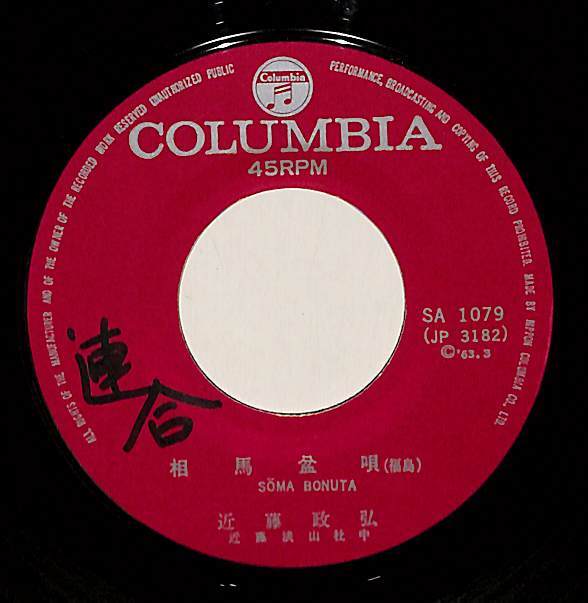 ALL RIGHTS OF THE MANUFACTURER AND OF THE OWNER OF THE RECORDED WORK RESERVED UNAUTHORIZED PUBLIC PERFORMANCE, BROADCASTING AND COPYING OF THIS RECORD PROHIBITED. MADE BY NIPPON COLUMBIA CO., LTD.
Columbia
COLUMBIA
45RPM
SA 1079
(JP 3182)
©'63.3
連合
相馬盆唄(福島)
SŌMA BONUTA
近藤政弘
近藤浜山社中